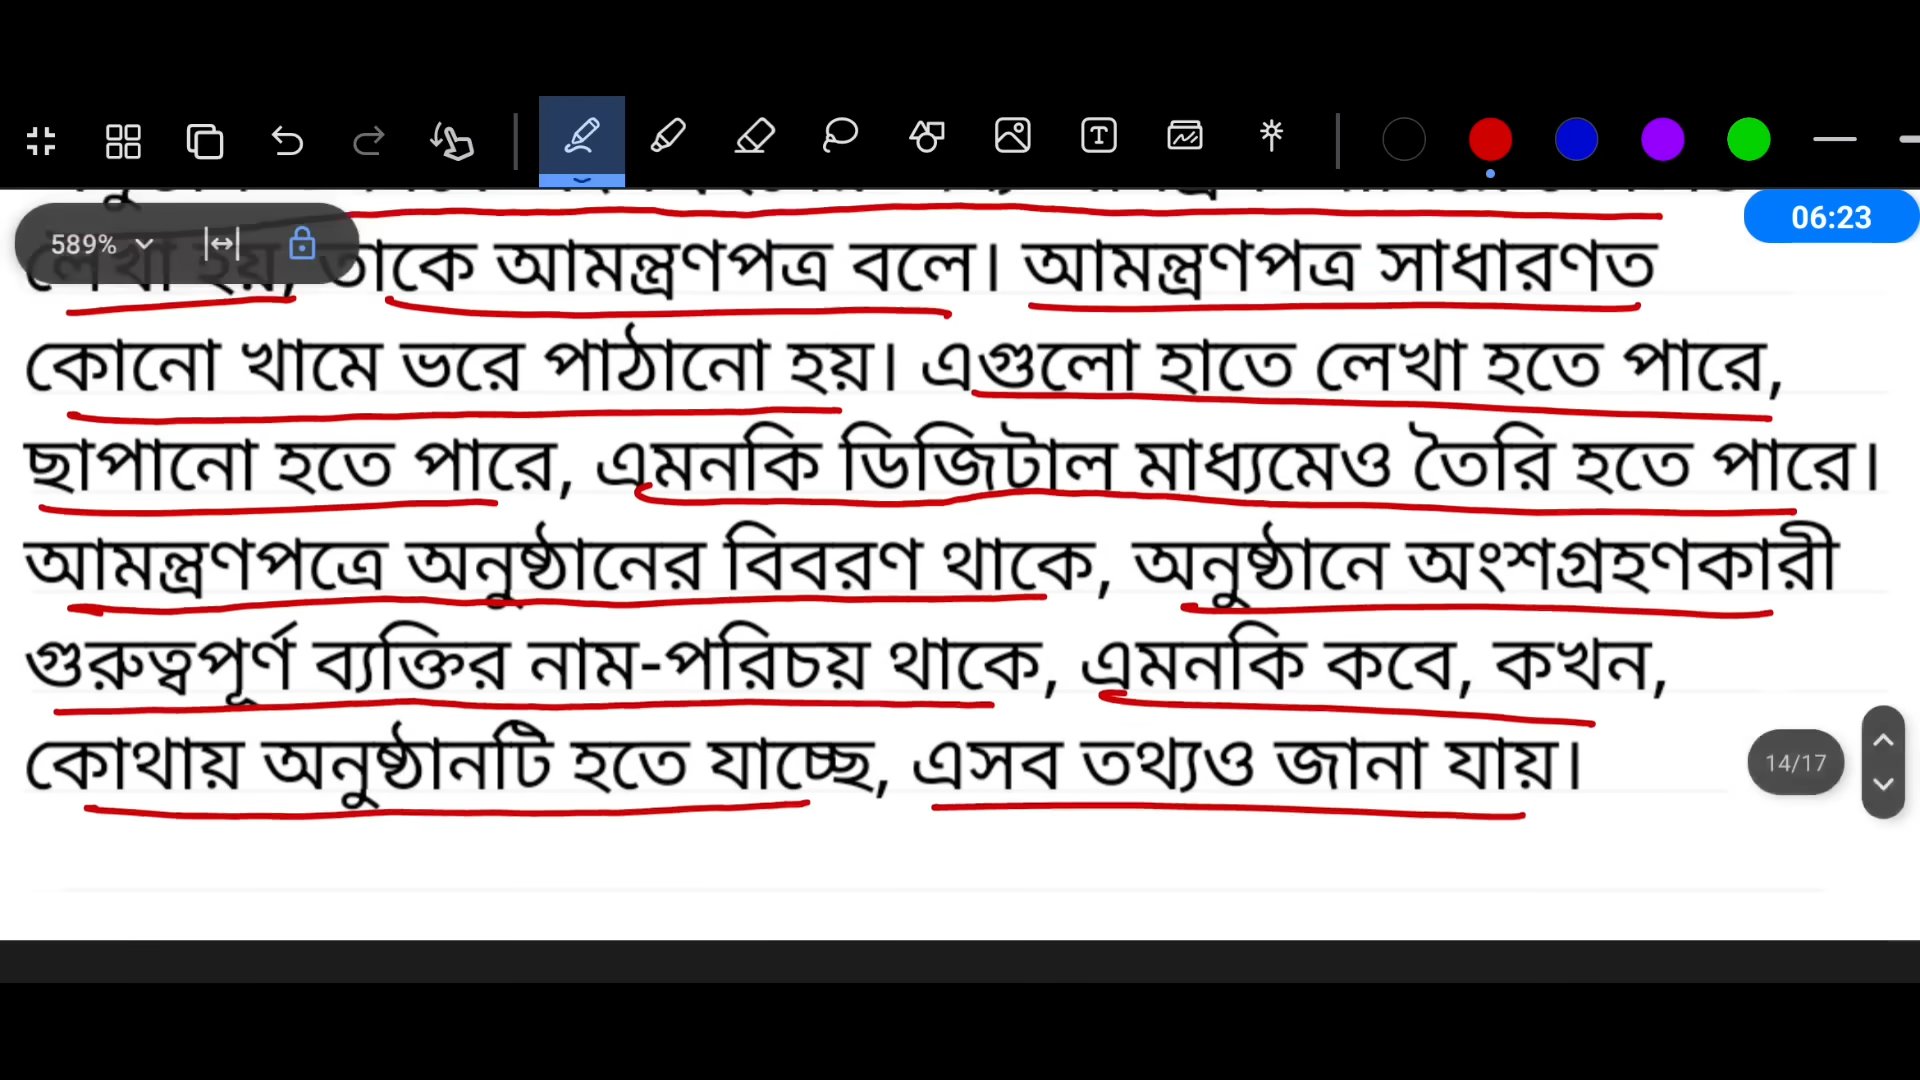 589%
06:23
লেখা হয়, তাকে আমন্ত্রণপত্র বলে। আমন্ত্রণপত্র সাধারণত
কোনো খামে ভরে পাঠানো হয়। এগুলো হাতে লেখা হতে পারে,
ছাপানো হতে পারে, এমনকি ডিজিটাল মাধ্যমেও তৈরি হতে পারে।
আমন্ত্রণপত্রে অনুষ্ঠানের বিবরণ থাকে, অনুষ্ঠানে অংশগ্রহণকারী
গুরুত্বপূর্ণ ব্যক্তির নাম-পরিচয় থাকে, এমনকি কবে, কখন,
কোথায় অনুষ্ঠানটি হতে যাচ্ছে, এসব তথ্যও জানা যায়।
14/17